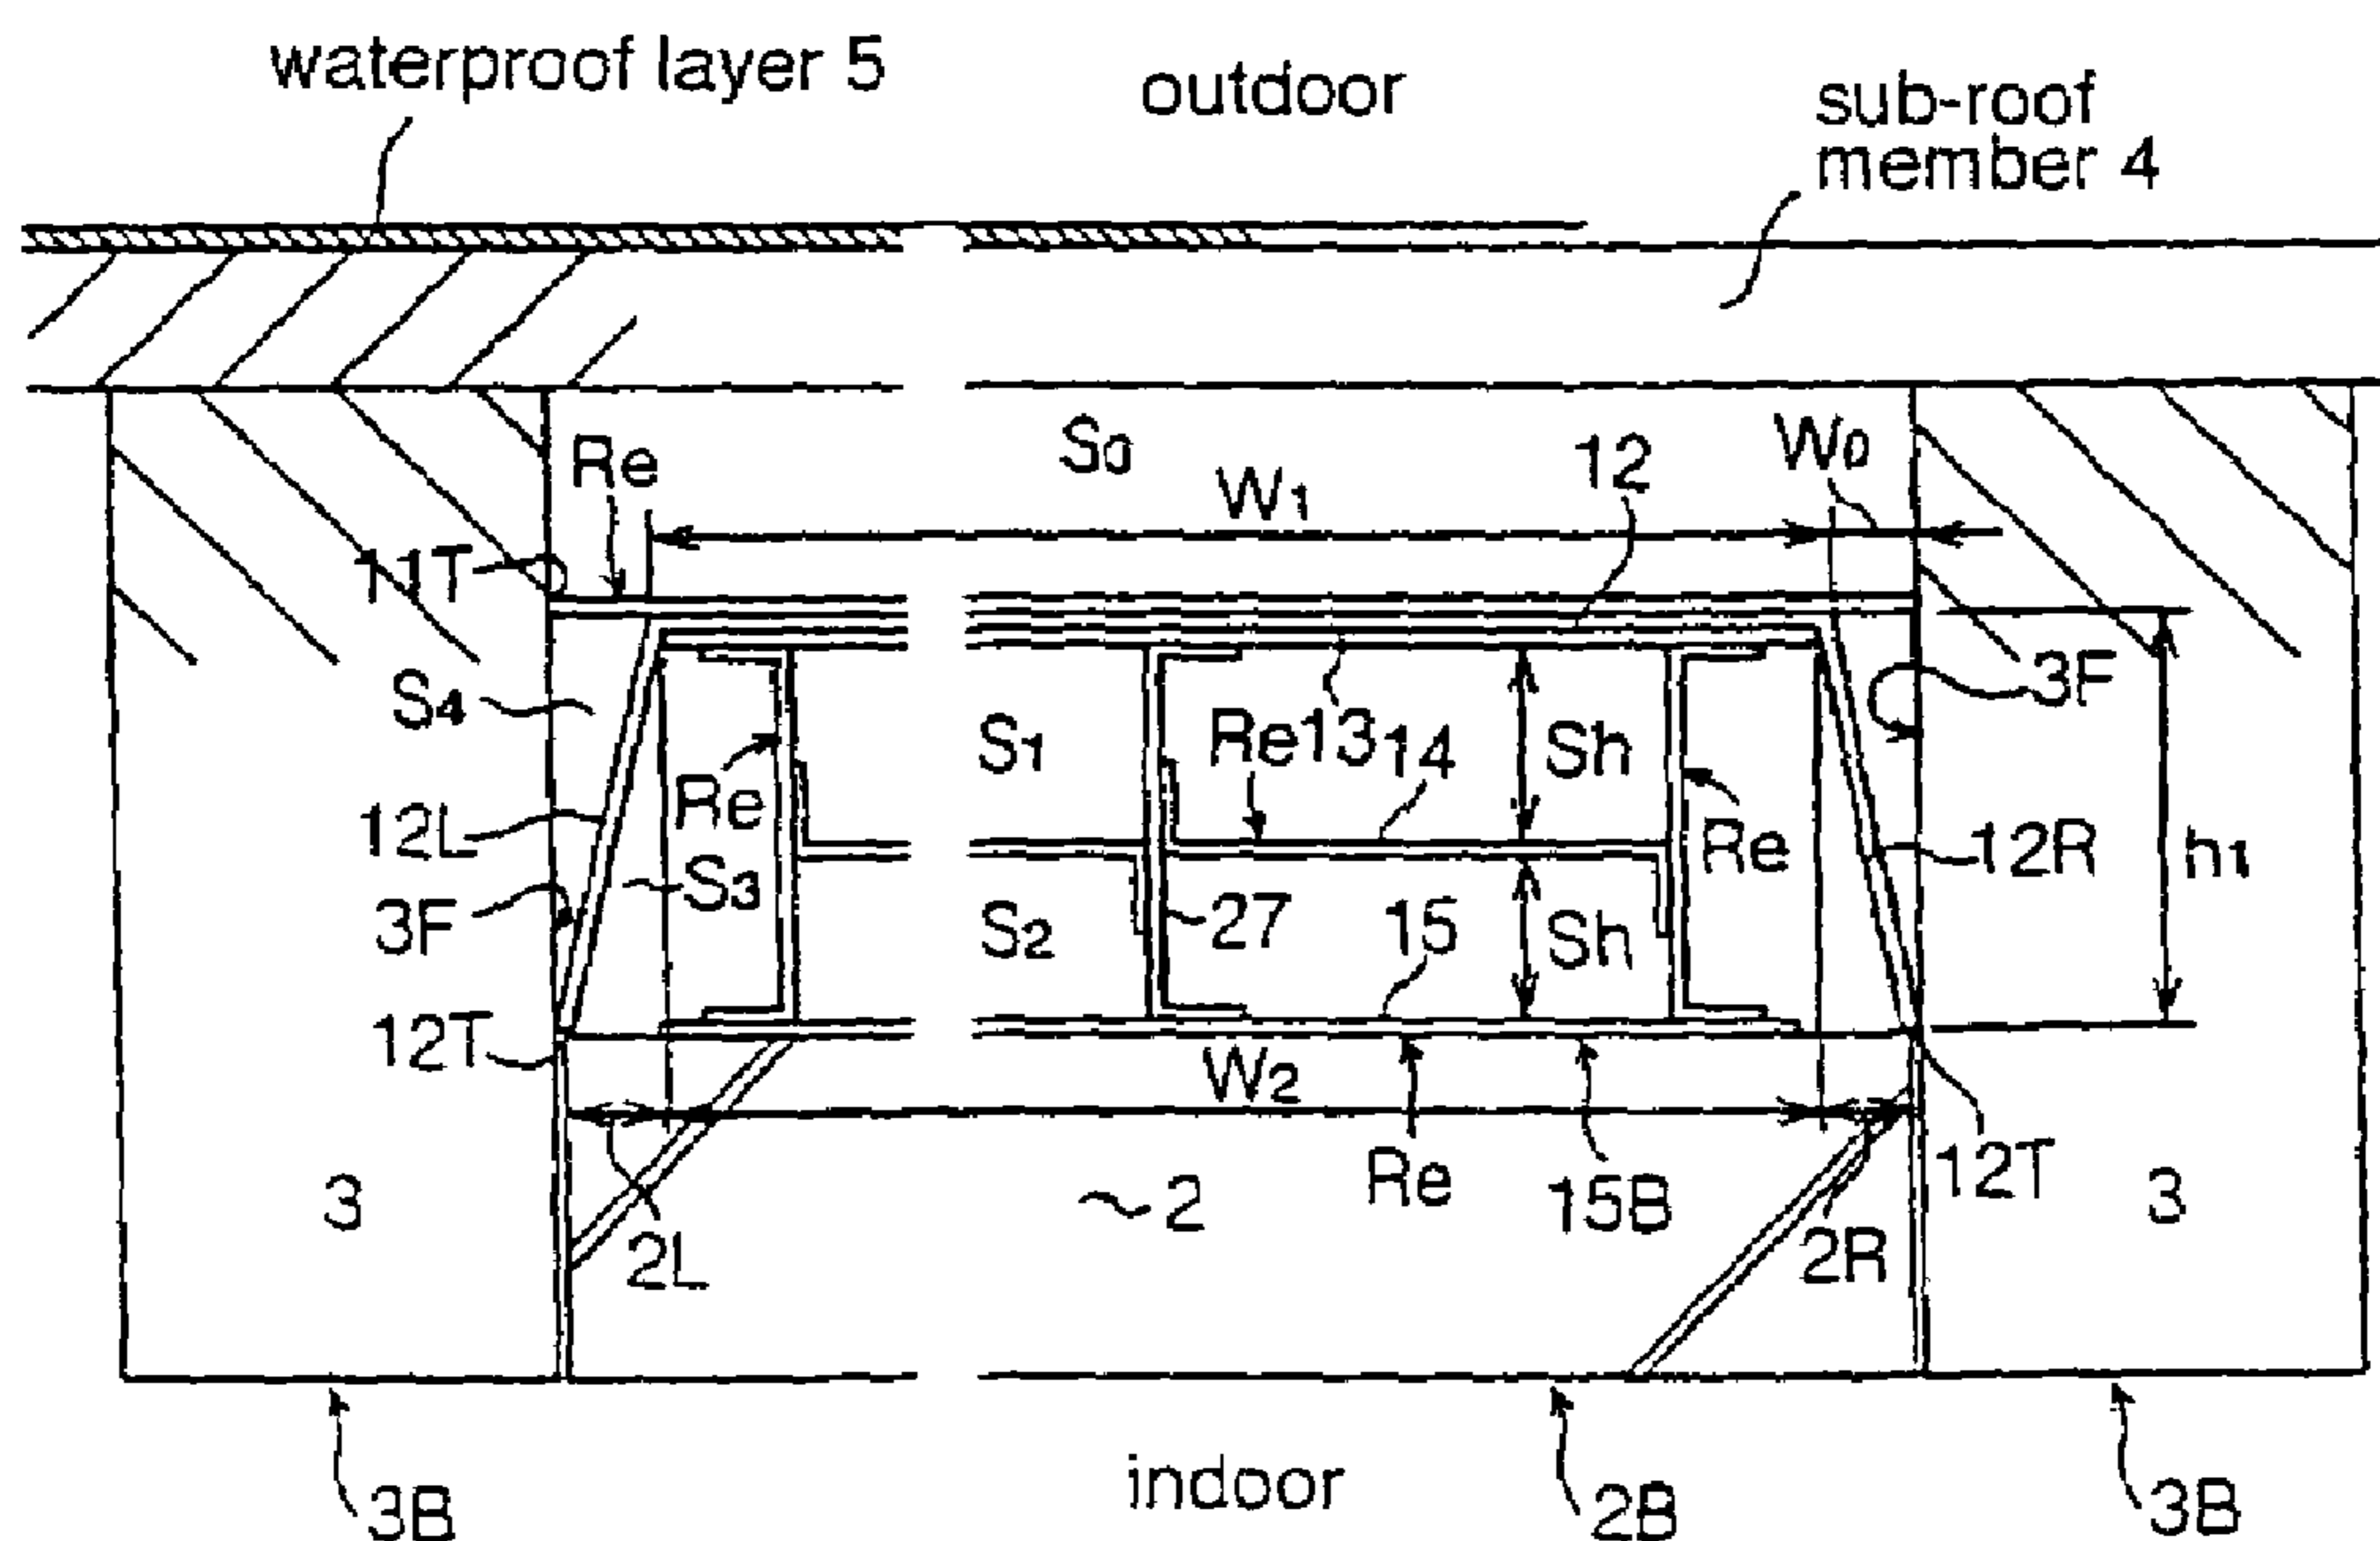 waterproof layer 5
outdoor
sub-roof
member 4
S0
W0
Re
12
W1
11T
S4
3F
S1
Re
13
14
Sh
Re
12L
S3
Re
12R
h1
3F
S2
27
15
Sh
12T
W2
3
2L
~2
Re
15B
2R
12T
3
3B
indoor
2B
3B